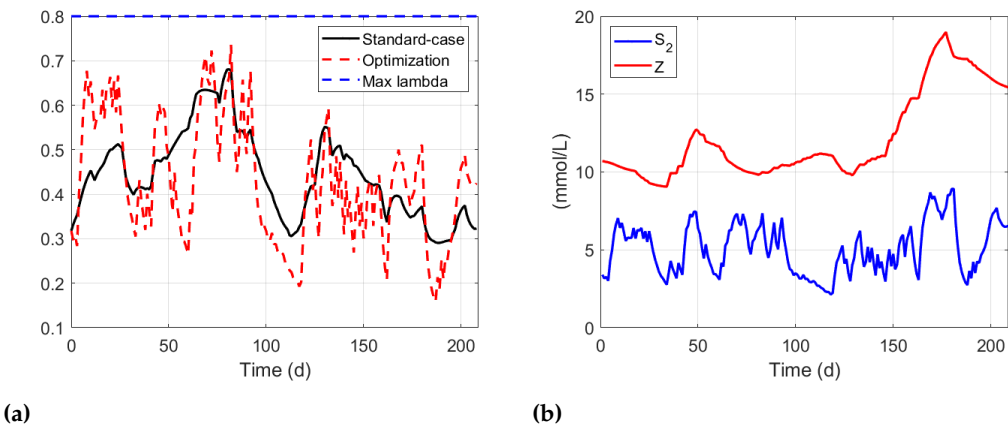 0.8
0.7
0.6
0.5
0.4
0.3
0.2
0.1
0
50
100
150
200
Time (d)
Standard-case
Optimization
Max lambda
(a)
20
15
10
5
0
(mmol/L)
0
50
100
150
200
Time (d)
S2
Z
(b)